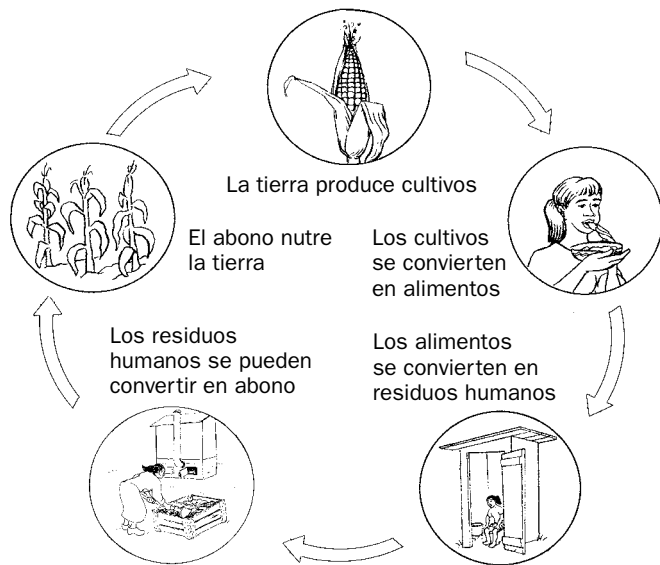 La tierra produce cultivos
Los cultivos
se convierten
en alimentos
Los alimentos
se convierten en
residuos humanos
Los residuos
humanos se pueden
convertir en abono
El abono nutre
la tierra